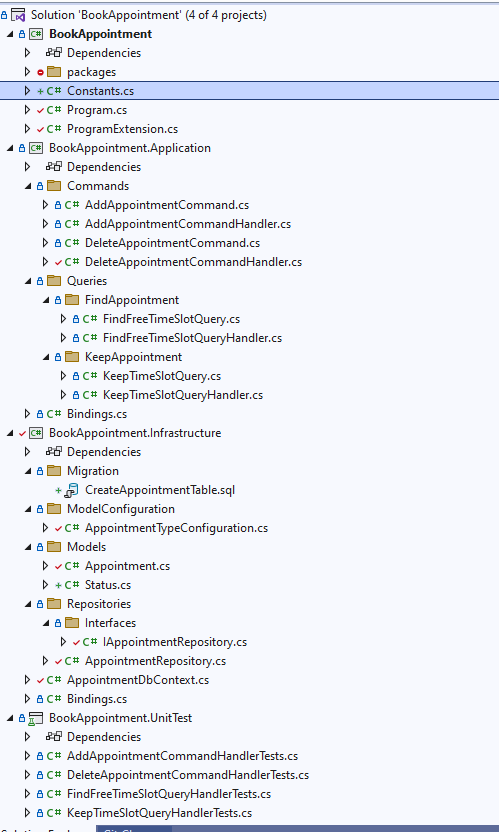 Solution 'BookAppointment' (4 of 4 projects)
C# BookAppointment
Dependencies
packages
C# Constants.cs
C# Program.cs
C# ProgramExtension.cs
C# BookAppointment.Application
Dependencies
Commands
C# AddAppointmentCommand.cs
C# AddAppointmentCommandHandler.cs
C# DeleteAppointmentCommand.cs
C# DeleteAppointmentCommandHandler.cs
Queries
FindAppointment
C# FindFreeTimeSlotQuery.cs
C# FindFreeTimeSlotQueryHandler.cs
KeepAppointment
C# KeepTimeSlotQuery.cs
C# KeepTimeSlotQueryHandler.cs
C# Bindings.cs
C# BookAppointment.Infrastructure
Dependencies
Migration
CreateAppointmentTable.sql
ModelConfiguration
C# AppointmentTypeConfiguration.cs
Models
C# Appointment.cs
C# Status.cs
Repositories
Interfaces
C# IAppointmentRepository.cs
C# AppointmentRepository.cs
C# AppointmentDbContext.cs
C# Bindings.cs
BookAppointment.UnitTest
Dependencies
C# AddAppointmentCommandHandlerTests.cs
C# DeleteAppointmentCommandHandlerTests.cs
C# FindFreeTimeSlotQueryHandlerTests.cs
C# KeepTimeSlotQueryHandlerTests.cs